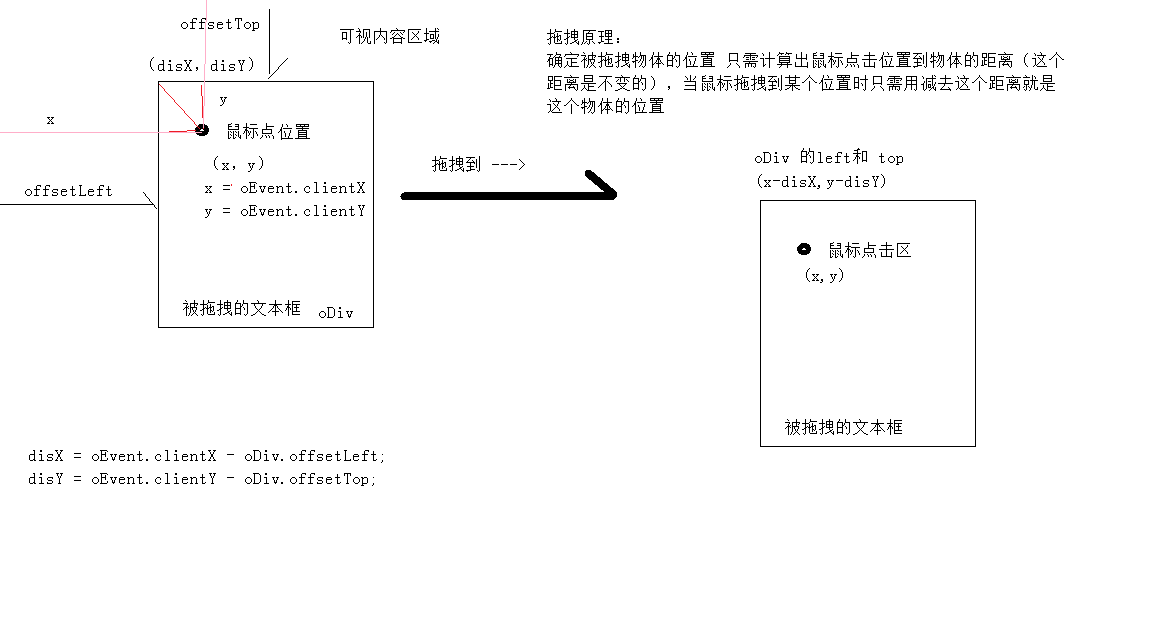 offsetTop
可视内容区域
(disX, disY)
y
x
鼠标点位置
(x, y)
x = oEvent.clientX
y = oEvent.clientY
offsetLeft
被拖拽的文本框 oDiv
拖拽到 --->
拖拽原理：
确定被拖拽物体的位置 只需计算出鼠标点击位置到物体的距离（这个
距离是不变的），当鼠标拖拽到某个位置时只需用减去这个距离就是
这个物体的位置
oDiv 的left和 top
(x-disX,y-disY)
鼠标点击区
(x,y)
被拖拽的文本框
disX = oEvent.clientX - oDiv.offsetLeft;
disY = oEvent.clientY - oDiv.offsetTop;